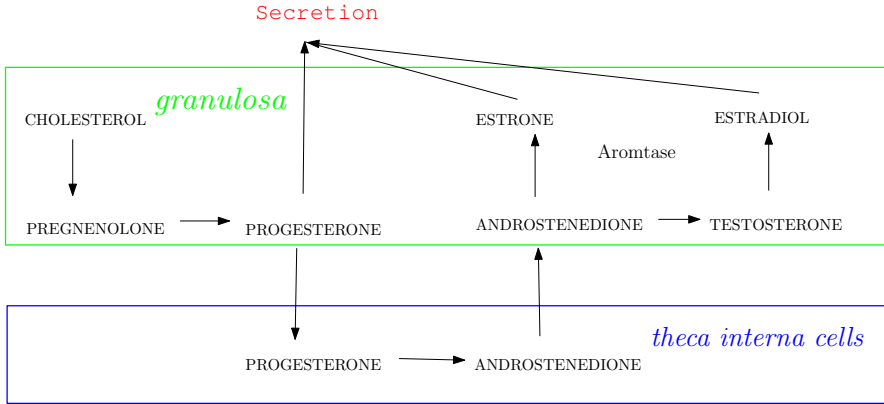 Secretion
granulosa
CHOLESTEROL
ESTRONE
ESTRADIOL
Aromtase
PREGNENOLONE
PROGESTERONE
ANDROSTENEDIONE
TESTOSTERONE
theca interna cells
PROGESTERONE
ANDROSTENEDIONE